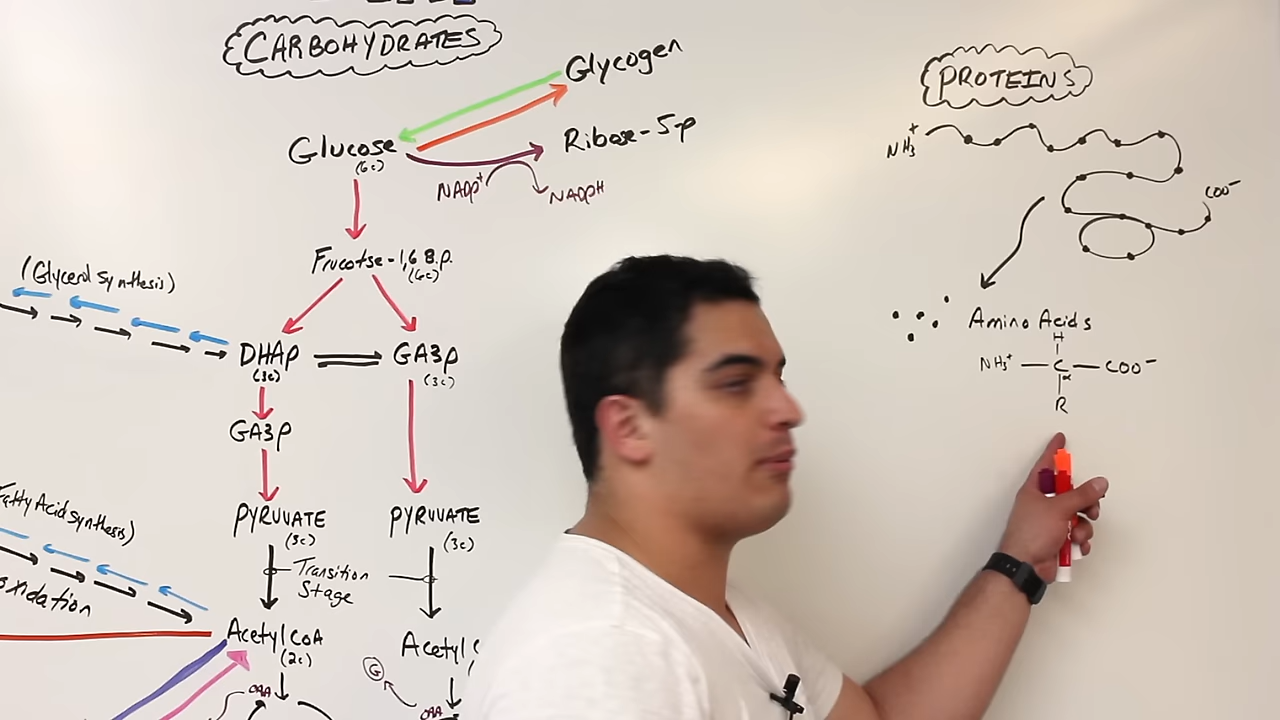 CARBOHYDRATES
Glycogen
Glucose
(6c)
Ribose-5-p
NADP+
NADPH
Frucotse-1,6 B.P.
(6c)
(Glycerol Synthesis)
DHAP
(3c)
GA3P
(3c)
GA3P
PYRUVATE
(3c)
PYRUVATE
(3c)
Fatty Acid synthesis)
Transition
Stage
oxidation
Acetyl CoA
(2c)
Acetyl C
G
OAA
OAA
PROTEINS
NH3+
COO-
Amino Acids
H
NH3+ — C — COO-
α
R